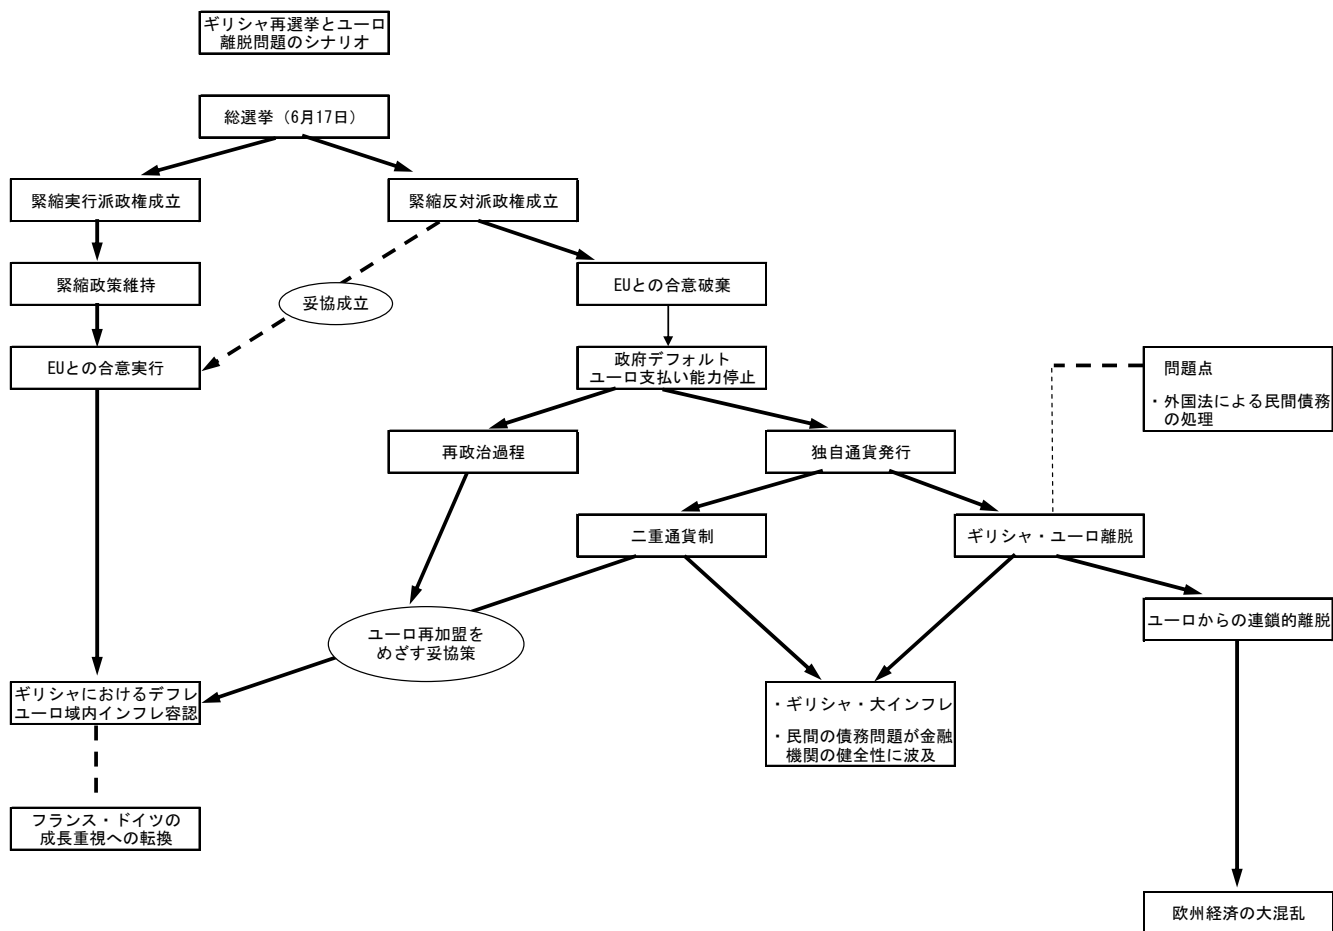 ギリシャ再選挙とユーロ
離脱問題のシナリオ
総選挙（6月17日）
緊縮実行派政権成立
緊縮反対派政権成立
緊縮政策維持
妥協成立
EUとの合意破棄
EUとの合意実行
政府デフォルト
ユーロ支払い能力停止
問題点
・外国法による民間債務
の処理
再政治過程
独自通貨発行
二重通貨制
ギリシャ・ユーロ離脱
ユーロ再加盟を
めざす妥協策
ユーロからの連鎖的離脱
ギリシャにおけるデフレ
ユーロ域内インフレ容認
・ギリシャ・大インフレ
・民間の債務問題が金融
機関の健全性に波及
フランス・ドイツの
成長重視への転換
欧州経済の大混乱